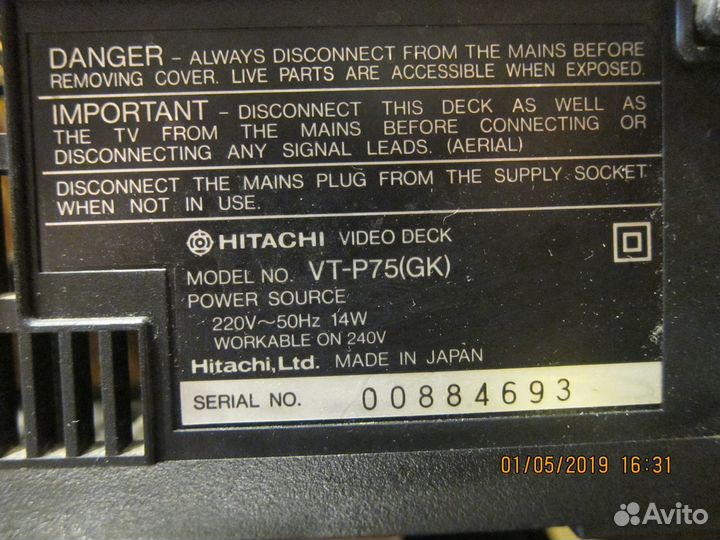 DANGER - ALWAYS DISCONNECT FROM THE MAINS BEFORE
REMOVING COVER. LIVE PARTS ARE ACCESSIBLE WHEN EXPOSED.
IMPORTANT - DISCONNECT THIS DECK AS WELL AS
THE TV FROM THE MAINS BEFORE CONNECTING OR
DISCONNECTING ANY SIGNAL LEADS. (AERIAL)
DISCONNECT THE MAINS PLUG FROM THE SUPPLY SOCKET
WHEN NOT IN USE.
HITACHI VIDEO DECK
MODEL NO. VT-P75(GK)
POWER SOURCE
220V~50Hz 14W
WORKABLE ON 240V
Hitachi, Ltd. MADE IN JAPAN
SERIAL NO. 00884693
01/05/2019 16:31
Avito